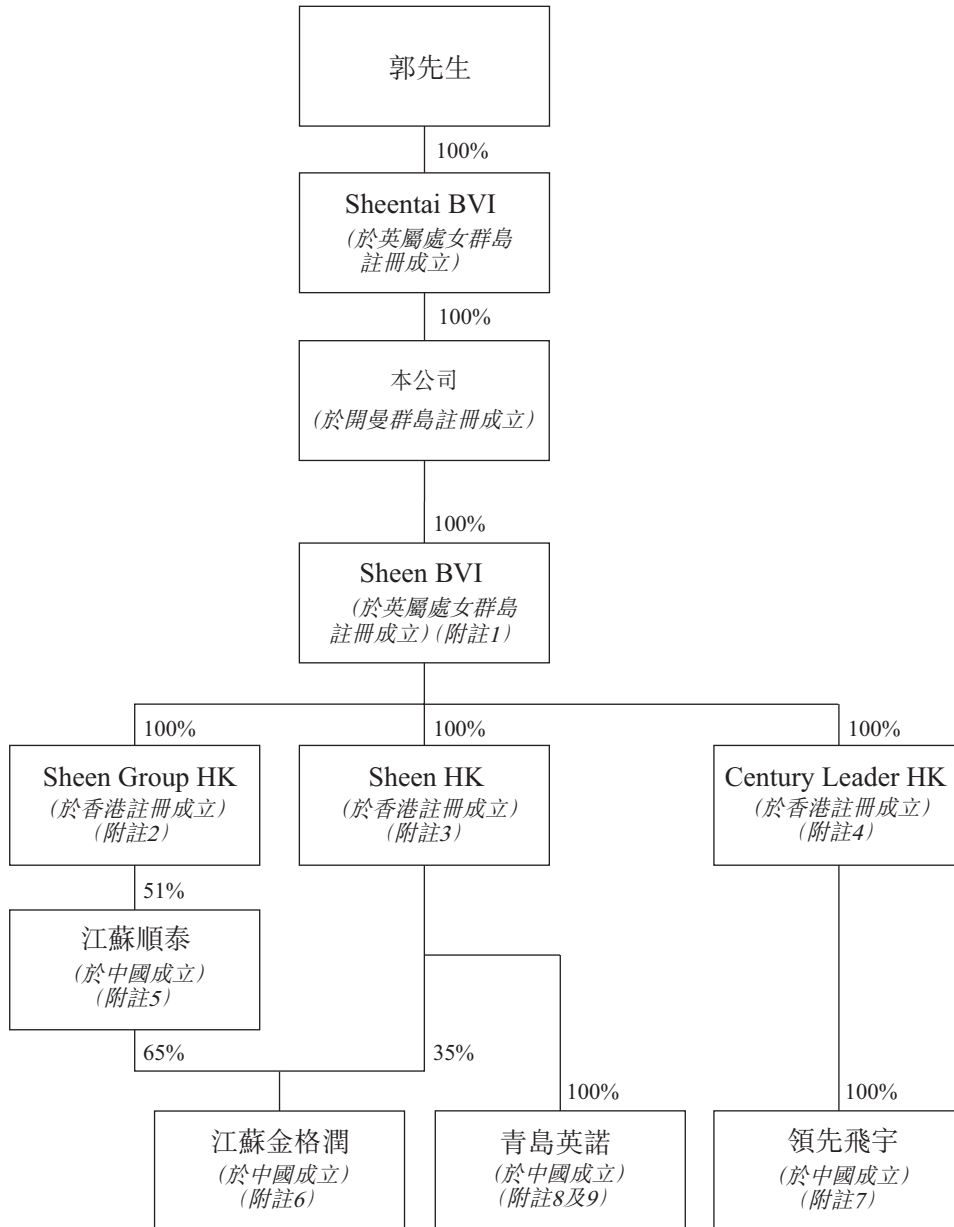 郭先生
100%
Sheentai BVI
(於英屬處女群島
註冊成立)
100%
本公司
(於開曼群島註冊成立)
100%
Sheen BVI
(於英屬處女群島
註冊成立)(附註1)
100%
100%
100%
Sheen Group HK
(於香港註冊成立)
(附註2)
Sheen HK
(於香港註冊成立)
(附註3)
Century Leader HK
(於香港註冊成立)
(附註4)
51%
江蘇順泰
(於中國成立)
(附註5)
65%
35%
100%
100%
江蘇金格潤
(於中國成立)
(附註6)
青島英諾
(於中國成立)
(附註8及9)
領先飛宇
(於中國成立)
(附註7)